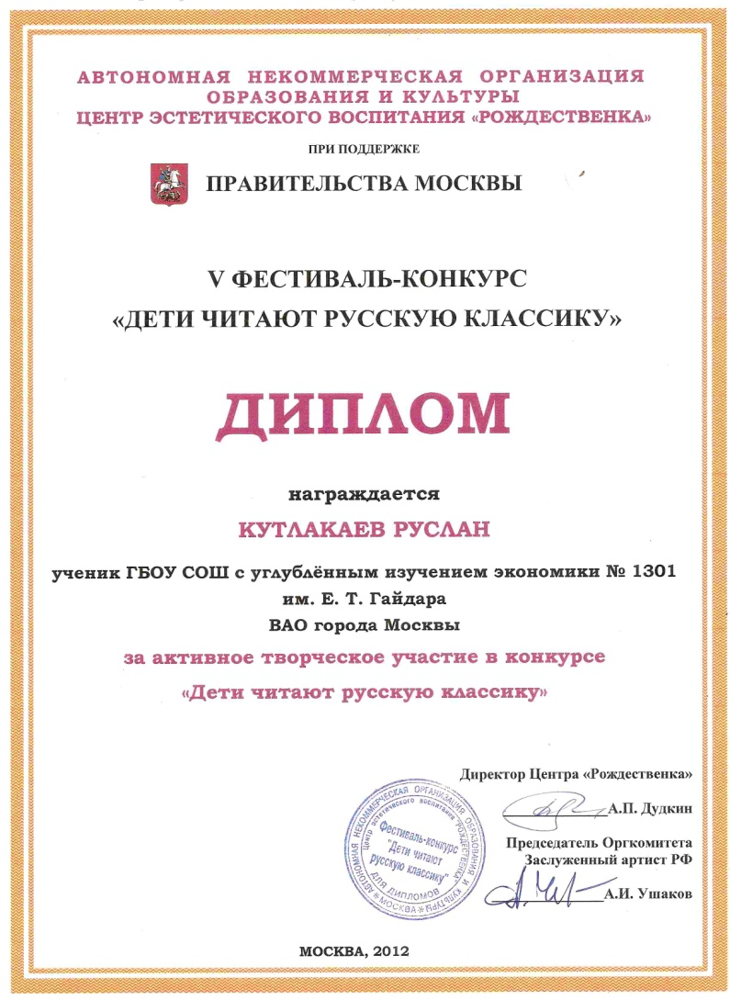 АВТОНОМНАЯ НЕКОММЕРЧЕСКАЯ ОРГАНИЗАЦИЯ
ОБРАЗОВАНИЯ И КУЛЬТУРЫ
ЦЕНТР ЭСТЕТИЧЕСКОГО ВОСПИТАНИЯ «РОЖДЕСТВЕНКА»
ПРИ ПОДДЕРЖКЕ
ПРАВИТЕЛЬСТВА МОСКВЫ
V ФЕСТИВАЛЬ-КОНКУРС
«ДЕТИ ЧИТАЮТ РУССКУЮ КЛАССИКУ»
ДИПЛОМ
награждается
КУТЛАКАЕВ РУСЛАН
ученик ГБОУ СОШ с углублённым изучением экономики № 1301
им. Е. Т. Гайдара
ВАО города Москвы
за активное творческое участие в конкурсе
«Дети читают русскую классику»
Директор Центра «Рождественка»
А.П. Дудкин
Председатель Оргкомитета
Заслуженный артист РФ
А.И. Ушаков
АВТОНОМНАЯ НЕКОММЕРЧЕСКАЯ ОРГАНИЗАЦИЯ ОБРАЗОВАНИЯ И КУЛЬТУРЫ
Центр эстетического воспитания "РОЖДЕСТВЕНКА"
Фестиваль-конкурс
"Дети читают
русскую классику"
ДЛЯ ДИПЛОМОВ
*МОСКВА*
МОСКВА, 2012